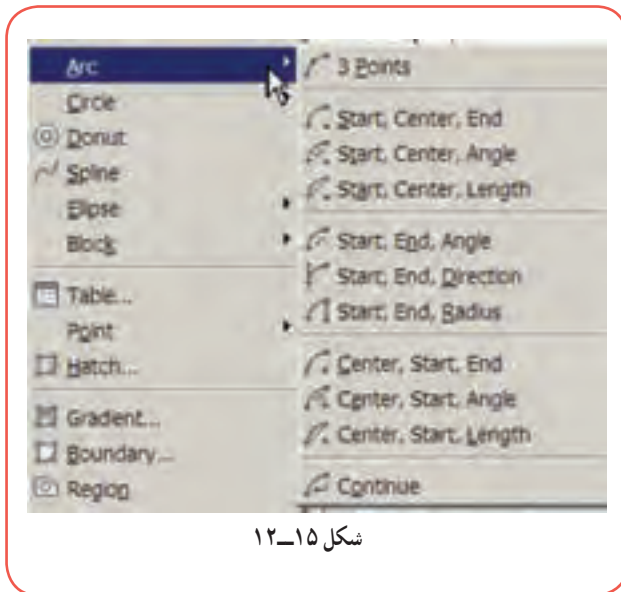 Arc
Circle
Donut
Spline
Ellipse
Block
Table...
Point
Hatch...
Gradient...
Boundary...
Region
3 Points
Start, Center, End
Start, Center, Angle
Start, Center, Length
Start, End, Angle
Start, End, Direction
Start, End, Radius
Center, Start, End
Center, Start, Angle
Center, Start, Length
Continue
شکل ۱۵ــ۱۲